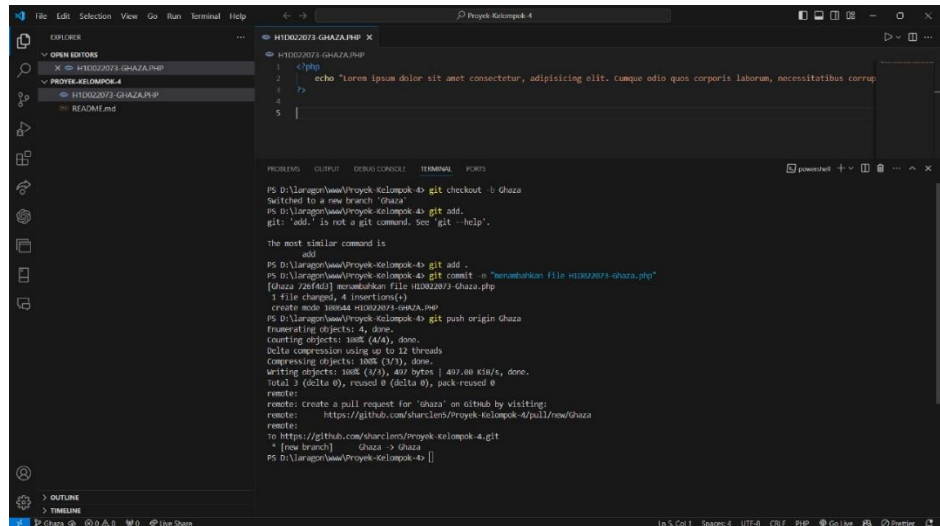 File Edit Selection View Go Run Terminal Help
Proyek-Kelompok-4
EXPLORER
OPEN EDITORS
H1D022073-GHAZA.PHP
PROYEK-KELOMPOK-4
H1D022073-GHAZA.PHP
README.md
OUTLINE
TIMELINE
H1D022073-GHAZA.PHP
H1D022073-GHAZA.PHP
1 <?php
2 echo "Lorem ipsum dolor sit amet consectetur, adipisicing elit. Cumque odio quos corporis laborum, necessitatibus corrup
3 ?>
4
5
PROBLEMS OUTPUT DEBUG CONSOLE TERMINAL PORTS
powershell
PS D:\laragon\www\Proyek-Kelompok-4> git checkout -b Ghaza
Switched to a new branch 'Ghaza'
PS D:\laragon\www\Proyek-Kelompok-4> git add.
git: 'add.' is not a git command. See 'git --help'.
The most similar command is
add
PS D:\laragon\www\Proyek-Kelompok-4> git add .
PS D:\laragon\www\Proyek-Kelompok-4> git commit -m "menambahkan file H1D022073-Ghaza.php"
[Ghaza 726f4d3] menambahkan file H1D022073-Ghaza.php
1 file changed, 4 insertions(+)
create mode 100644 H1D022073-GHAZA.PHP
PS D:\laragon\www\Proyek-Kelompok-4> git push origin Ghaza
Enumerating objects: 4, done.
Counting objects: 100% (4/4), done.
Delta compression using up to 12 threads
Compressing objects: 100% (3/3), done.
Writing objects: 100% (3/3), 497 bytes | 497.00 KiB/s, done.
Total 3 (delta 0), reused 0 (delta 0), pack-reused 0
remote:
remote: Create a pull request for 'Ghaza' on GitHub by visiting:
remote: https://github.com/sharclen5/Proyek-Kelompok-4/pull/new/Ghaza
remote:
To https://github.com/sharclen5/Proyek-Kelompok-4.git
* [new branch] Ghaza -> Ghaza
PS D:\laragon\www\Proyek-Kelompok-4>
Ghaza 0 0 0 Live Share
Ln 5, Col 1 Spaces: 4 UTF-8 CRLF PHP Go Live Prettier